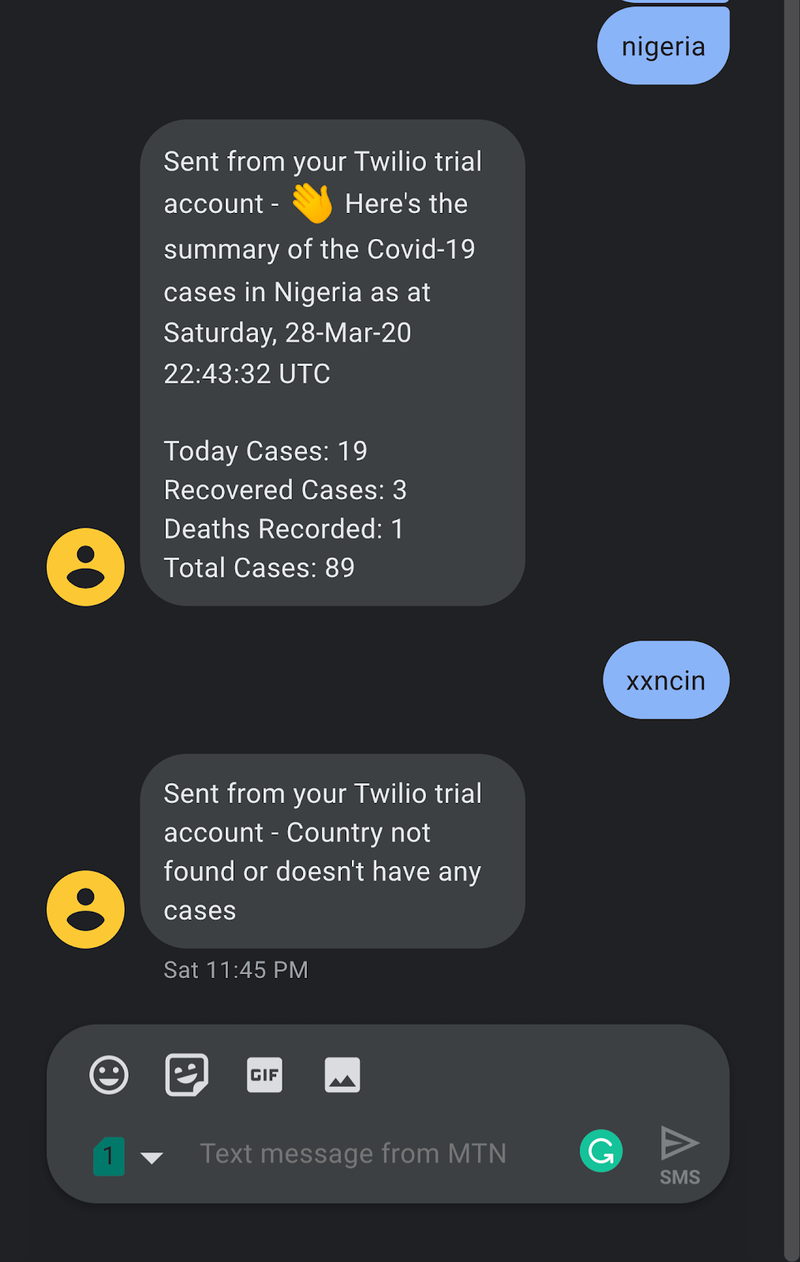 nigeria
Sent from your Twilio trial
account - 👋 Here's the
summary of the Covid-19
cases in Nigeria as at
Saturday, 28-Mar-20
22:43:32 UTC
Today Cases: 19
Recovered Cases: 3
Deaths Recorded: 1
Total Cases: 89
xxncin
Sent from your Twilio trial
account - Country not
found or doesn't have any
cases
Sat 11:45 PM
GIF
1
Text message from MTN
G
SMS